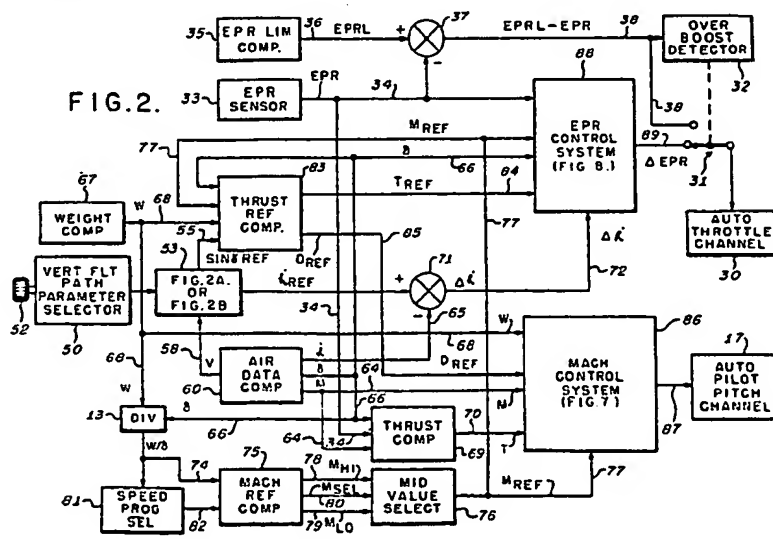 35
EPR LIM COMP.
36
EPRL
+
37
EPRL-EPR
38
OVER BOOST DETECTOR
32
-
FIG.2.
33
EPR SENSOR
EPR
34
34
88
EPR CONTROL SYSTEM (FIG 8.)
38
89
ΔEPR
31
AUTO THROTTLE CHANNEL
30
77
MREF
δ
66
83
THRUST REF COMP.
TREF
84
77
67
WEIGHT COMP
W
68
55
SINγREF
DREF
85
71
72
52
VERT FLT PATH PARAMETER SELECTOR
50
53
FIG.2A. OR FIG.2B
+
-
65
34
68
W
58
V
60
AIR DATA COMP
δ
M
64
66
W
68
DREF
M
86
MACH CONTROL SYSTEM (FIG.7)
17
AUTO PILOT PITCH CHANNEL
87
13
DIV
δ
66
64
34
THRUST COMP
69
70
T
W/δ
74
75
MACH REF COMP
78
MHI
MSEL
80
79
MLO
MID VALUE SELECT
76
MREF
77
81
SPEED PROG SEL
82